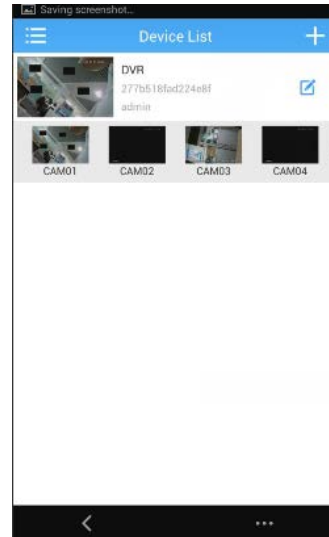 Saving screenshot...
Device List
DVR
277b518fad224e8f
admin
CAM01 CAM02 CAM03 CAM04